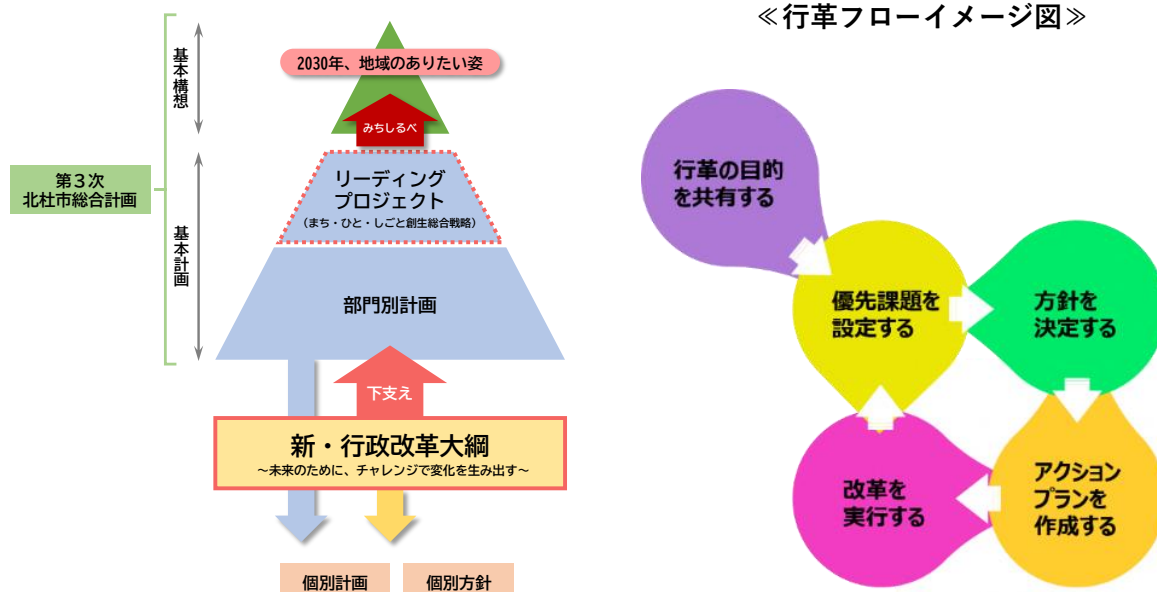 基本構想
2030年、地域のありたい姿
みちしるべ
第3次
北杜市総合計画
基本計画
リーディング
プロジェクト
（まち・ひと・しごと創生総合戦略）
部門別計画
下支え
新・行政改革大綱
～未来のために、チャレンジで変化を生み出す～
個別計画
個別方針
≪行革フローイメージ図≫
行革の目的
を共有する
優先課題を
設定する
方針を
決定する
アクション
プランを
作成する
改革を
実行する